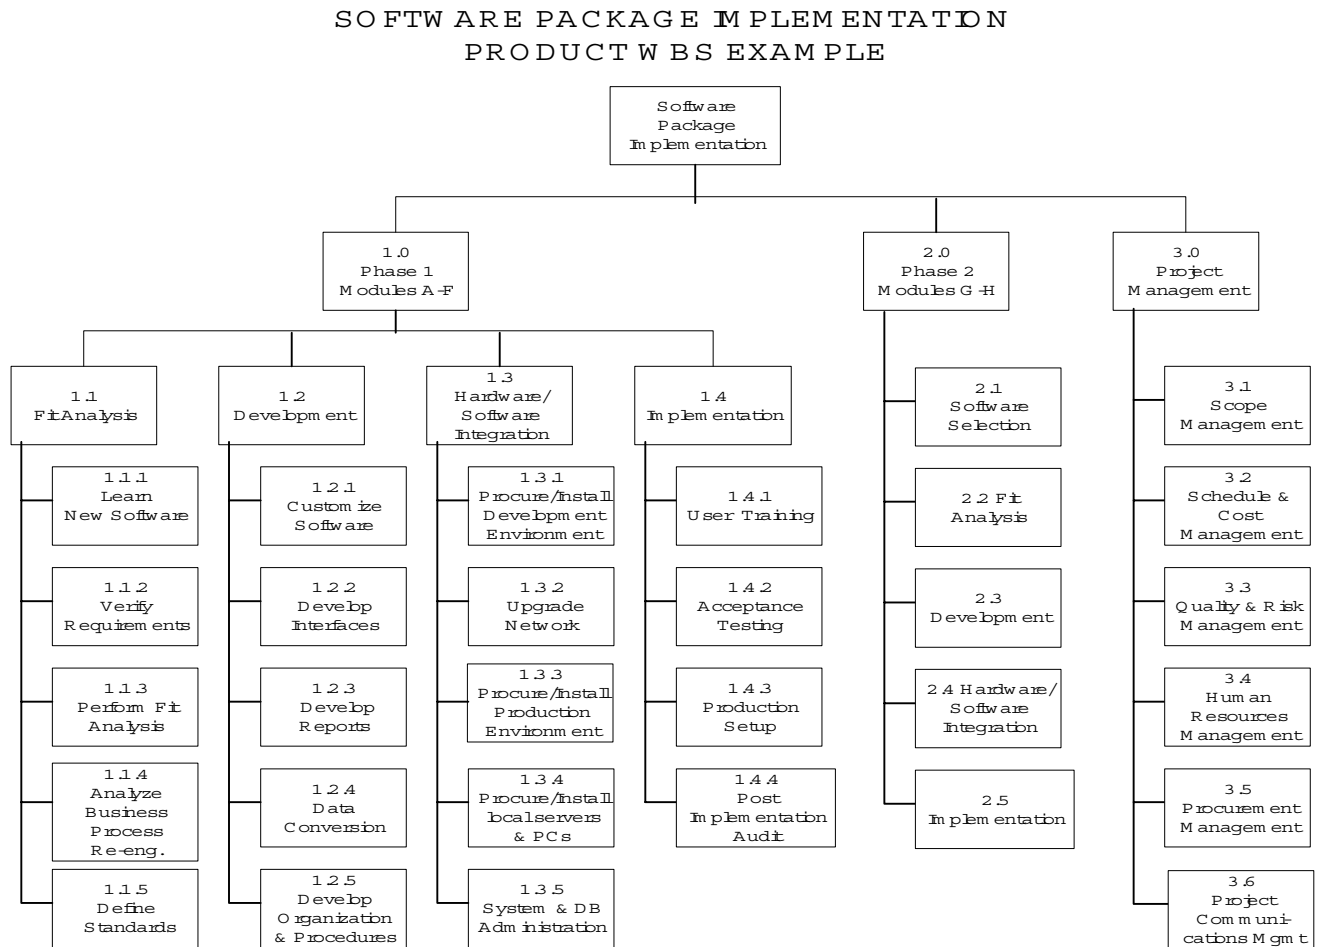 SOFTWARE PACKAGE IMPLEMENTATION
PRODUCT WBS EXAMPLE
Software
Package
Implementation
1.0
Phase 1
Modules A-F
2.0
Phase 2
Modules G-H
3.0
Project
Management
1.1
Fit Analysis
1.2
Development
1.3
Hardware/
Software
Integration
1.4
Implementation
1.1.1
Learn
New Software
1.1.2
Verify
Requirements
1.1.3
Perform Fit
Analysis
1.1.4
Analyze
Business
Process
Re-eng.
1.1.5
Define
Standards
1.2.1
Customize
Software
1.2.2
Develop
Interfaces
1.2.3
Develop
Reports
1.2.4
Data
Conversion
1.2.5
Develop
Organization
& Procedures
1.3.1
Procure/Install
Development
Environment
1.3.2
Upgrade
Network
1.3.3
Procure/Install
Production
Environment
1.3.4
Procure/Install
local servers
& PCs
1.3.5
System & DB
Administration
1.4.1
User Training
1.4.2
Acceptance
Testing
1.4.3
Production
Setup
1.4.4
Post
Implementation
Audit
2.1
Software
Selection
2.2 Fit
Analysis
2.3
Development
2.4 Hardware/
Software
Integration
2.5
Implementation
3.1
Scope
Management
3.2
Schedule &
Cost
Management
3.3
Quality & Risk
Management
3.4
Human
Resources
Management
3.5
Procurement
Management
3.6
Project
Communi-
cations Mgmt